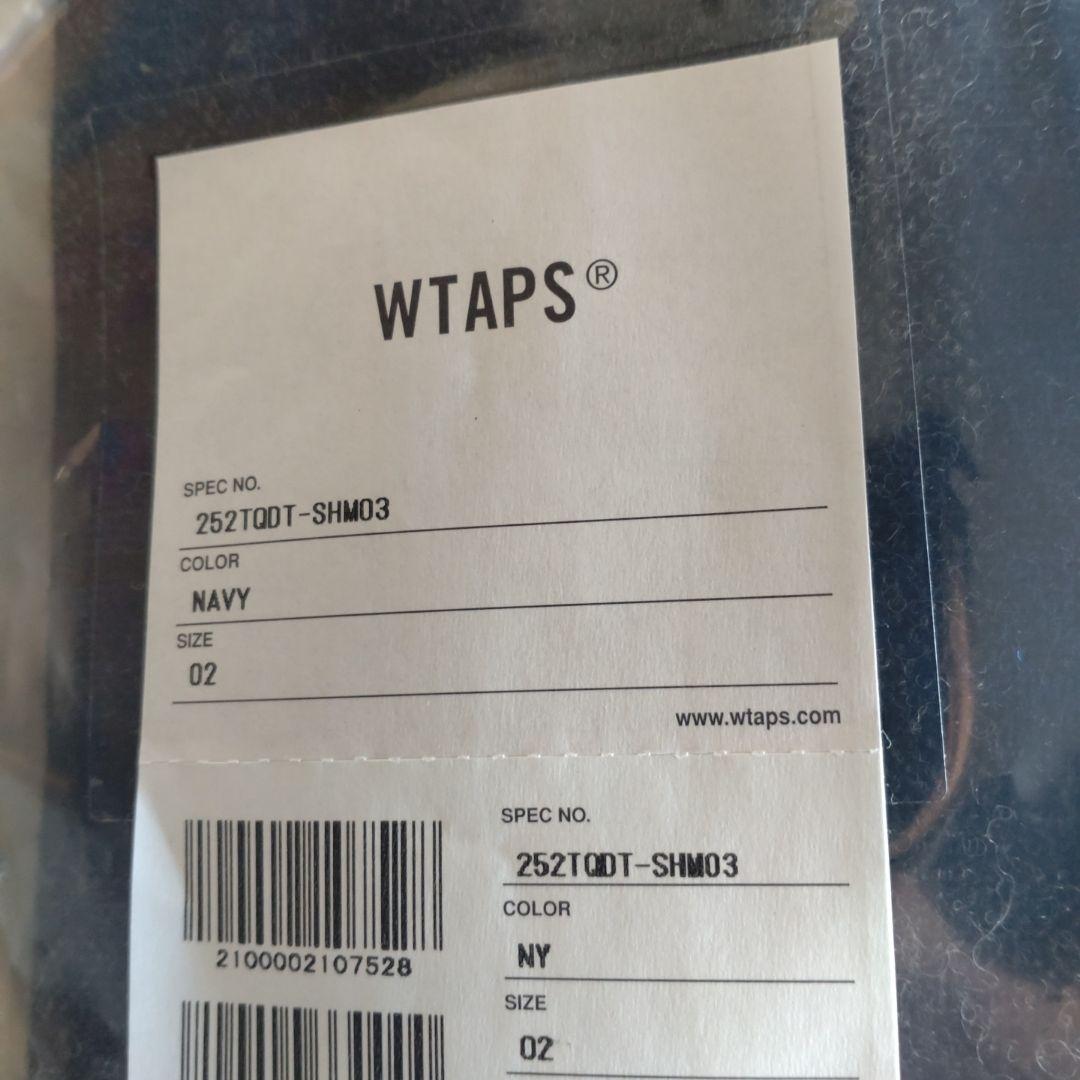 WTAPS®
SPEC NO.
252TQDT-SHM03
COLOR
NAVY
SIZE
02
www.wtaps.com
SPEC NO.
252TQDT-SHM03
COLOR
NY
SIZE
02
2100002107528